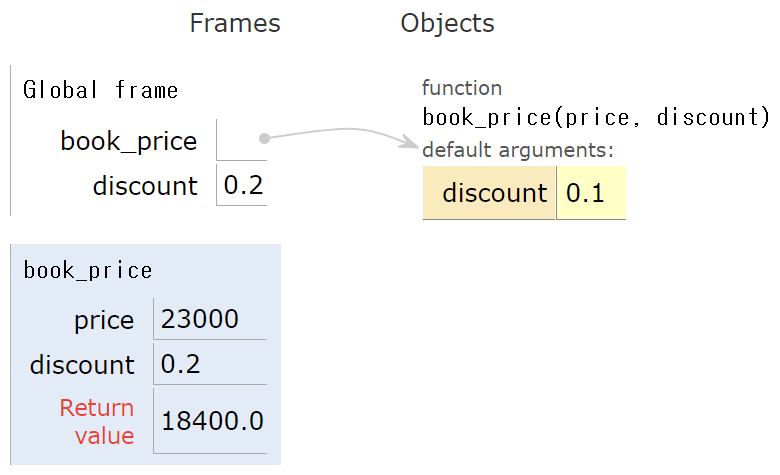 Frames
Objects
Global frame
book_price
discount 0.2
function
book_price(price, discount)
default arguments:
discount 0.1
book_price
price 23000
discount 0.2
Return
value 18400.0